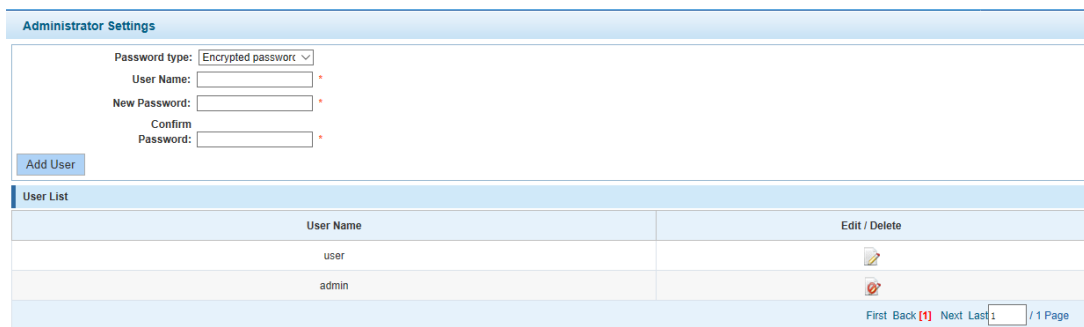 Administrator Settings
Password type: Encrypted passworc
User Name: *
New Password: *
Confirm
Password: *
Add User
User List
User Name Edit / Delete
user
admin
First Back [1] Next Last 1 / 1 Page